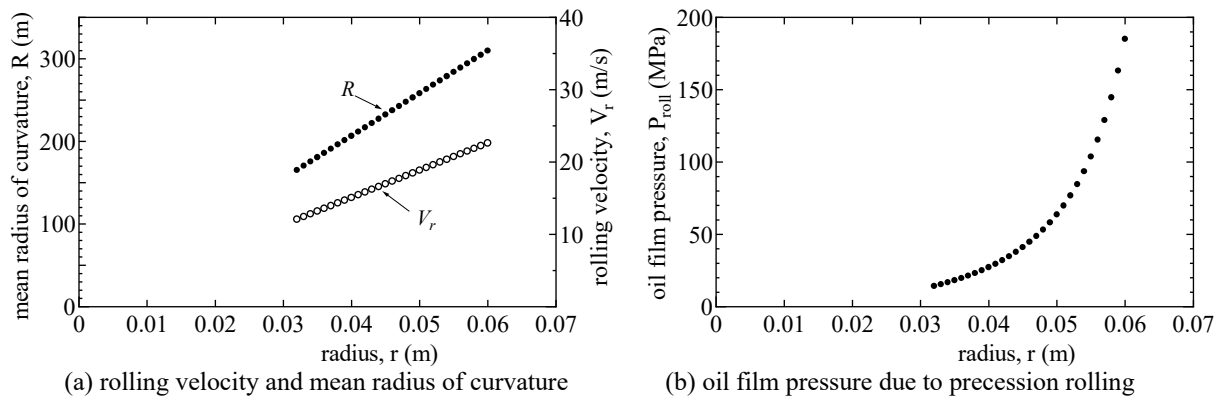 mean radius of curvature, R (m)
300
200
100
0
R
V_r
40
30
20
10
0
rolling velocity, V_r (m/s)
0 0.01 0.02 0.03 0.04 0.05 0.06 0.07
radius, r (m)
(a) rolling velocity and mean radius of curvature
oil film pressure, P_roll (MPa)
200
150
100
50
0
0 0.01 0.02 0.03 0.04 0.05 0.06 0.07
radius, r (m)
(b) oil film pressure due to precession rolling